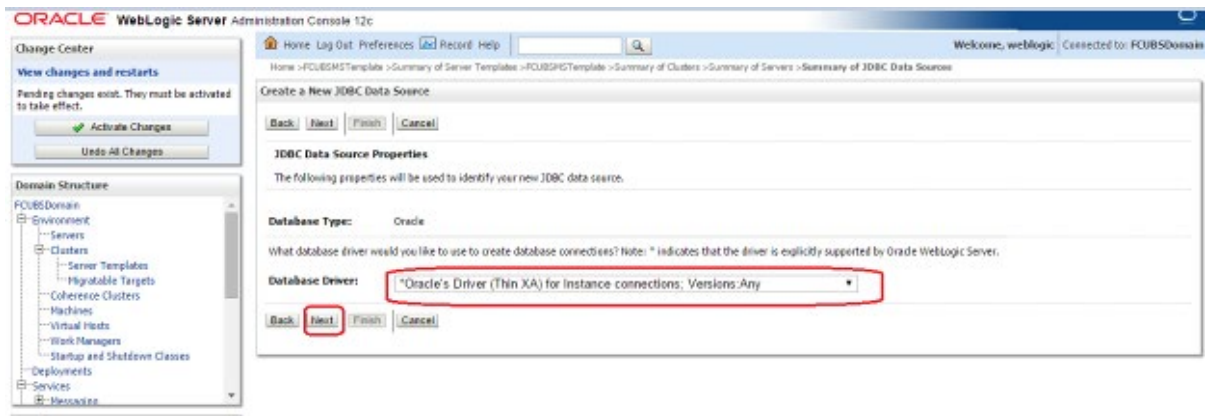 ORACLE WebLogic Server Administration Console 12c
Change Center
View changes and restarts
Pending changes exist. They must be activated
to take effect.
Activate Changes
Undo All Changes
Domain Structure
FCUBSDomain
Environment
Servers
Clusters
Server Templates
Migratable Targets
Coherence Clusters
Machines
Virtual Hosts
Work Managers
Startup and Shutdown Classes
Deployments
Services
Messaging
Home Log Out Preferences Record Help
Welcome, weblogic Connected to: FCUBSDomain
Home >FCUBSMSTemplate >Summary of Server Templates >FCUBSMSTemplate >Summary of Clusters >Summary of Servers >Summary of JDBC Data Sources
Create a New JDBC Data Source
Back Next Finish Cancel
JDBC Data Source Properties
The following properties will be used to identify your new JDBC data source.
Database Type: Oracle
What database driver would you like to use to create database connections? Note: * indicates that the driver is explicitly supported by Oracle WebLogic Server.
Database Driver: *Oracle's Driver (Thin XA) for Instance connections; Versions:Any
Back Next Finish Cancel